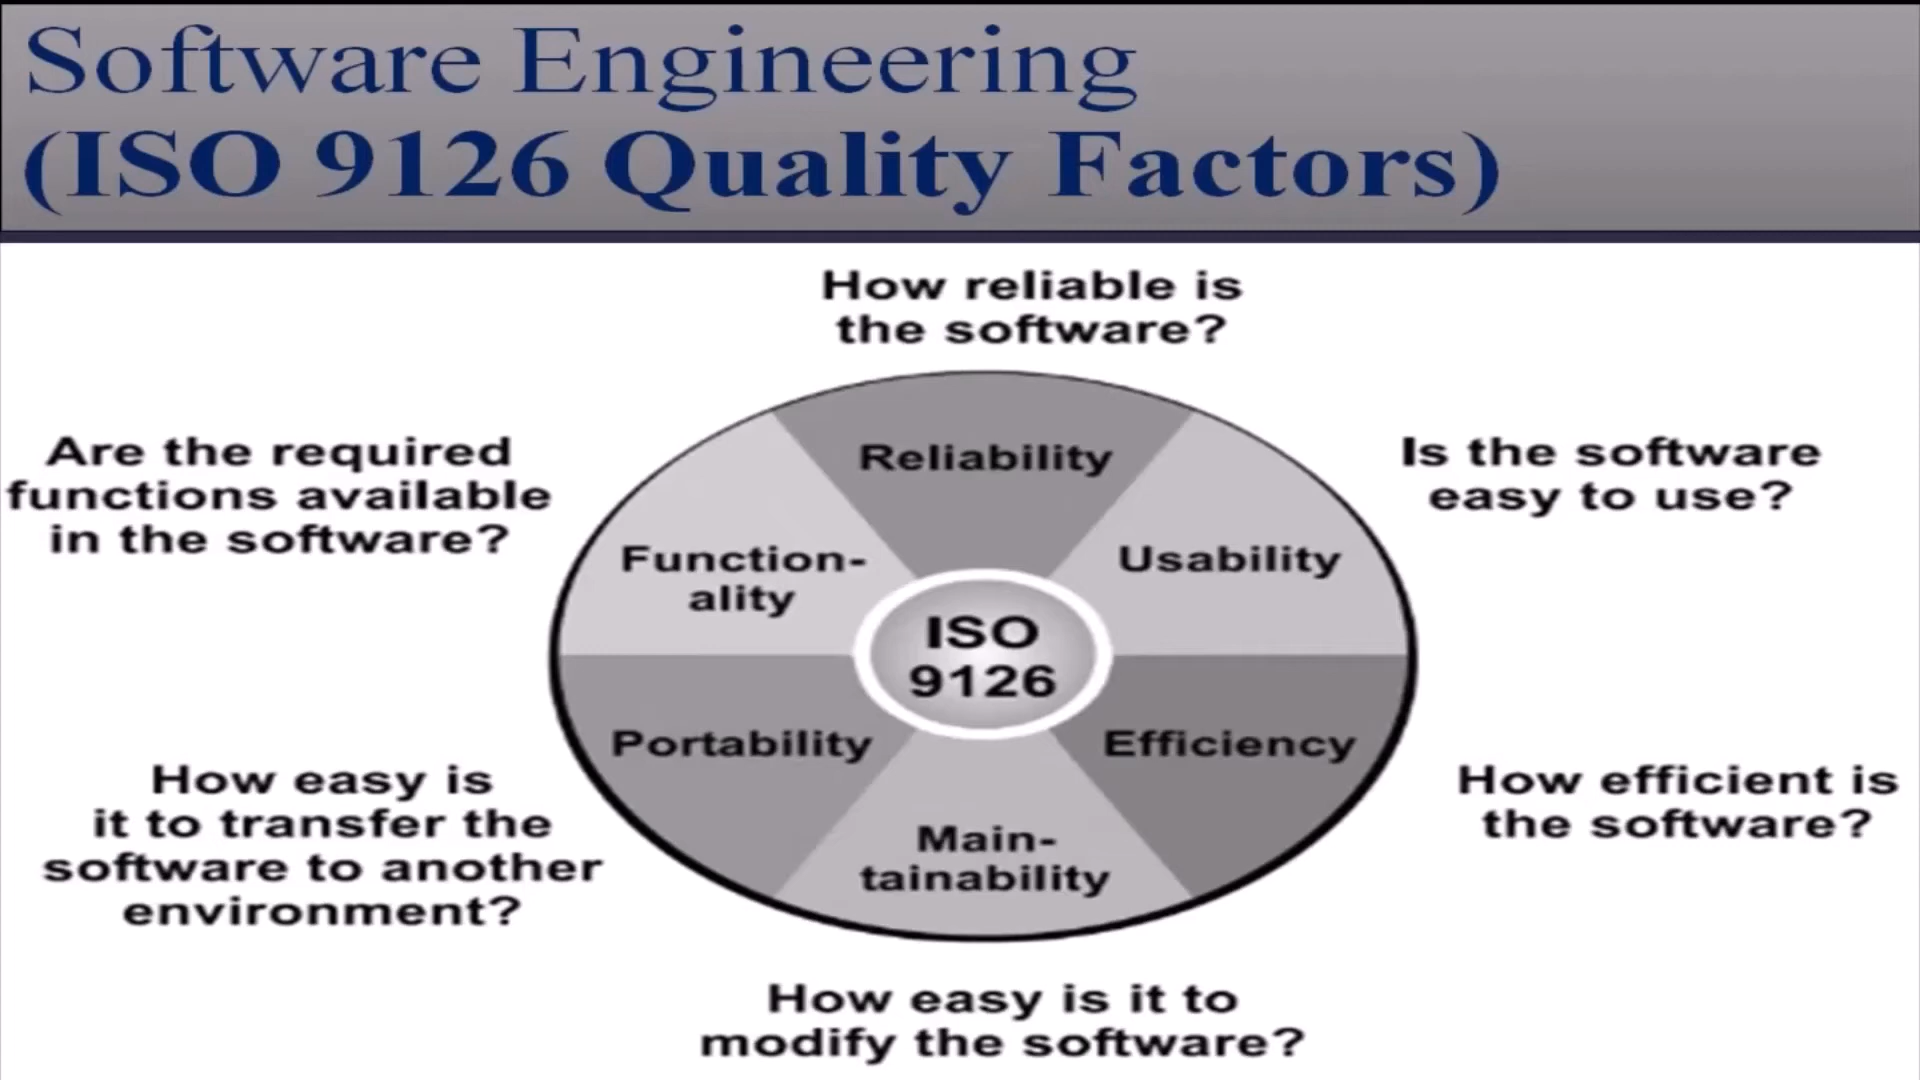 Software Engineering
(ISO 9126 Quality Factors)
How reliable is
the software?
Are the required
functions available
in the software?
Is the software
easy to use?
Reliability
Function-
ality
Usability
ISO
9126
Portability
Efficiency
Main-
tainability
How easy is
it to transfer the
software to another
environment?
How efficient is
the software?
How easy is it to
modify the software?